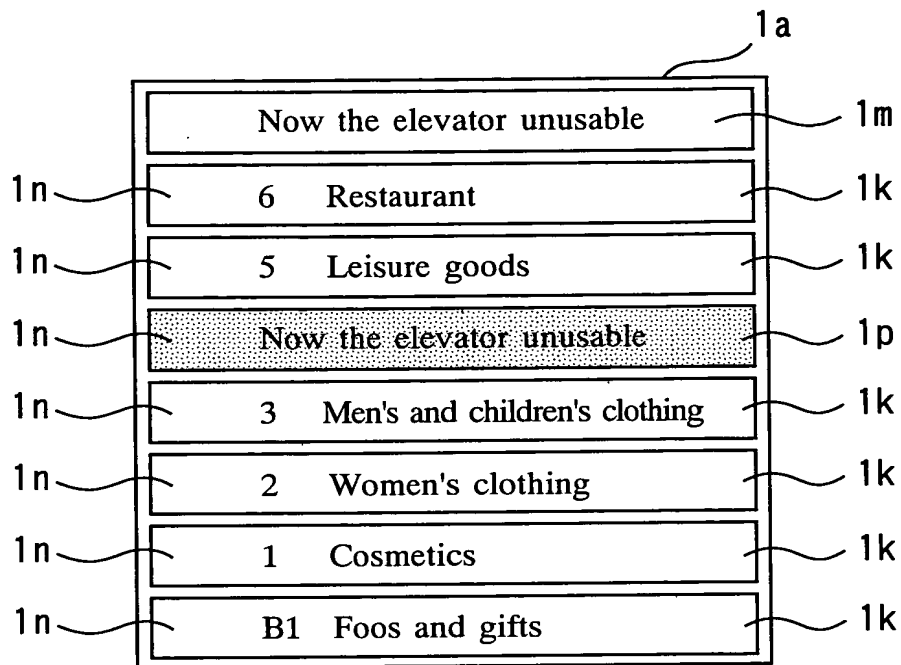 1a
Now the elevator unusable 1m
1n 6 Restaurant 1k
1n 5 Leisure goods 1k
1n Now the elevator unusable 1p
1n 3 Men's and children's clothing 1k
1n 2 Women's clothing 1k
1n 1 Cosmetics 1k
1n B1 Foos and gifts 1k